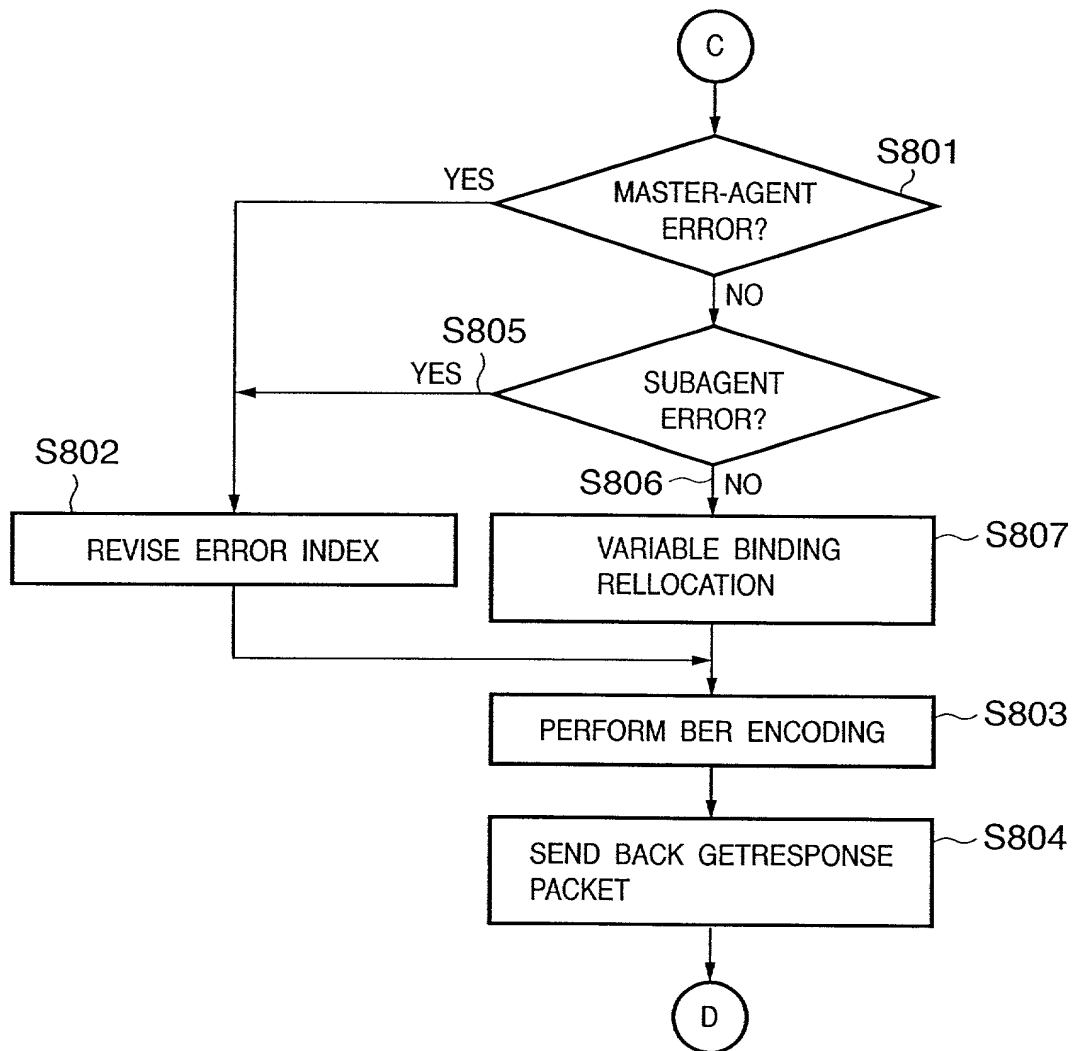 C
S801
YES
MASTER-AGENT
ERROR?
NO
S805
YES
SUBAGENT
ERROR?
S802
S806
NO
REVISE ERROR INDEX
VARIABLE BINDING
RELLOCATION
S807
PERFORM BER ENCODING
S803
SEND BACK GETRESPONSE
PACKET
S804
D